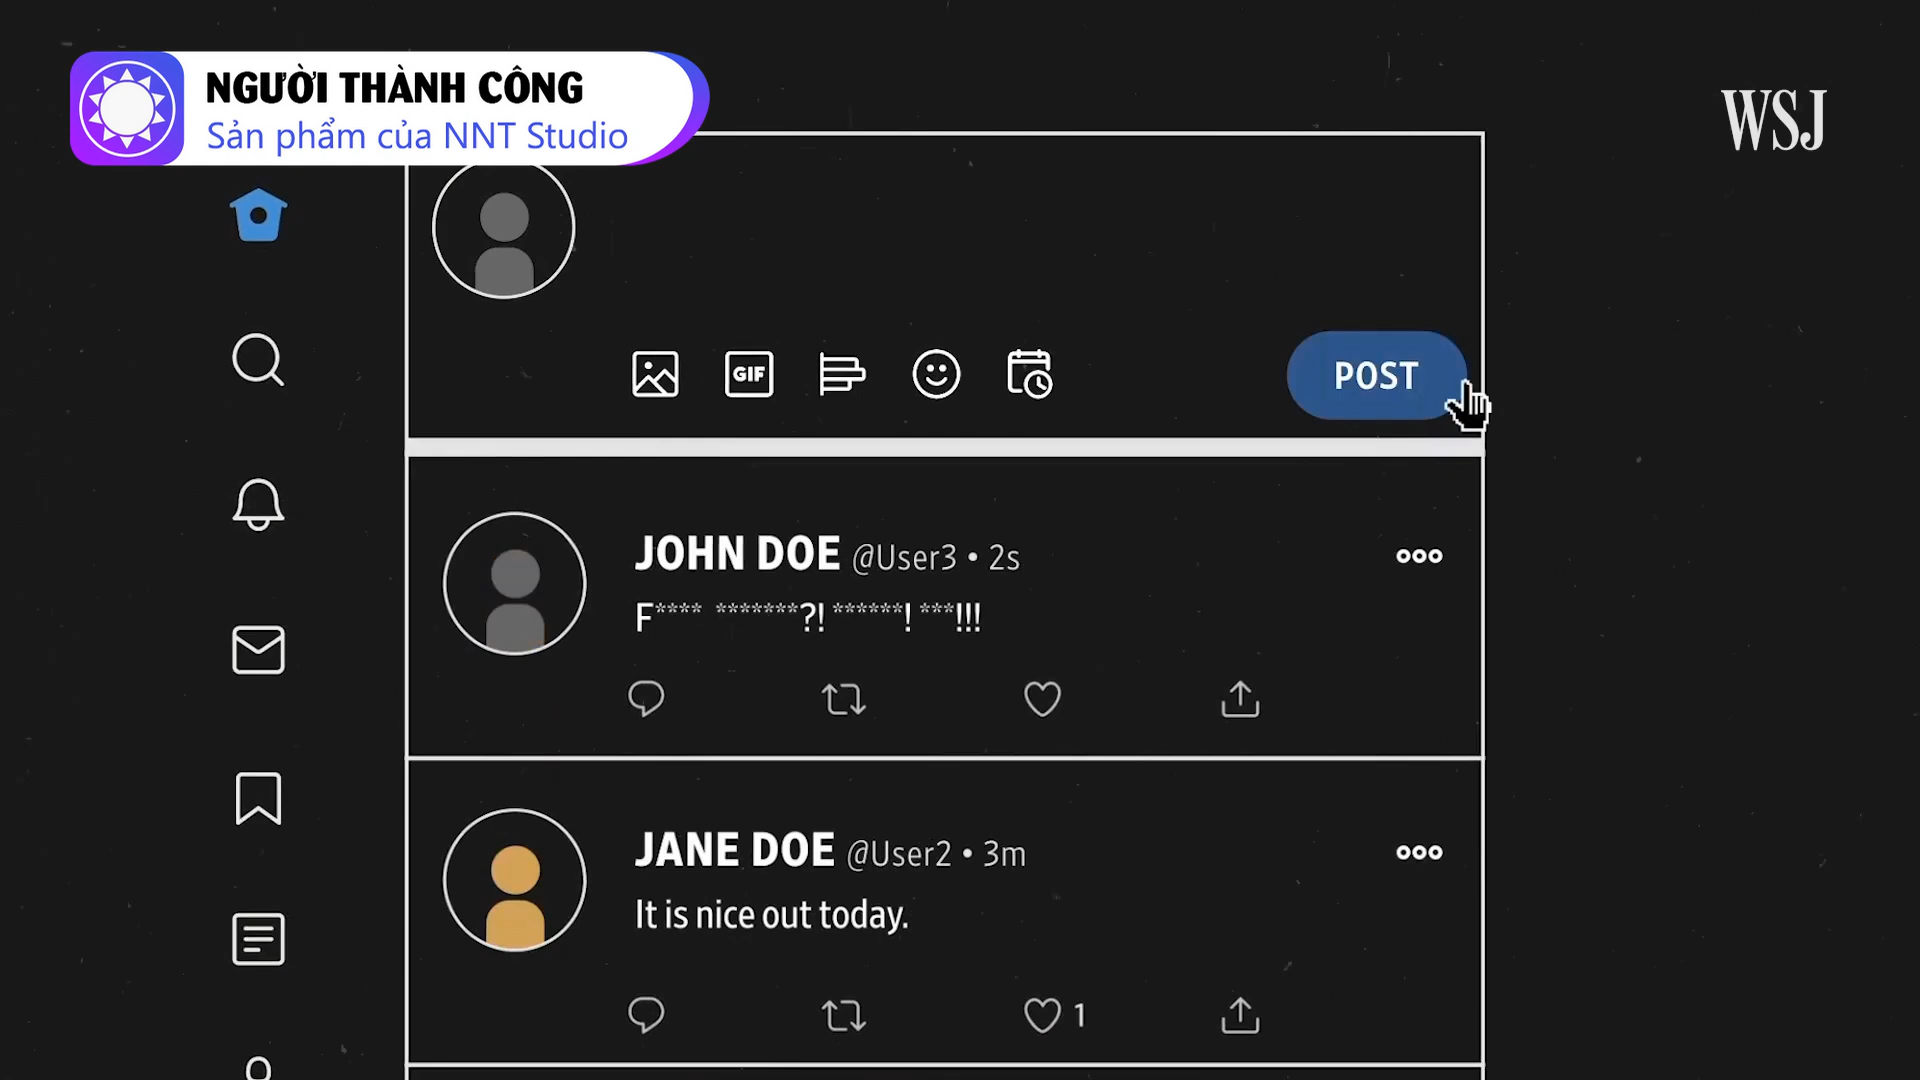 NGƯỜI THÀNH CÔNG
Sản phẩm của NNT Studio
WSJ
GIF
POST
JOHN DOE @User3 • 2s
F**** *******?! ******! ***!!!
JANE DOE @User2 • 3m
It is nice out today.
1